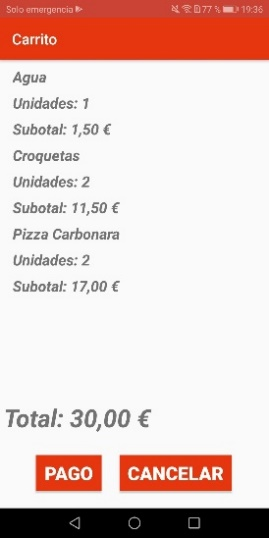 Solo emergencia
77 %
19:36
Carrito
Agua
Unidades: 1
Subotal: 1,50 €
Croquetas
Unidades: 2
Subotal: 11,50 €
Pizza Carbonara
Unidades: 2
Subotal: 17,00 €
Total: 30,00 €
PAGO
CANCELAR